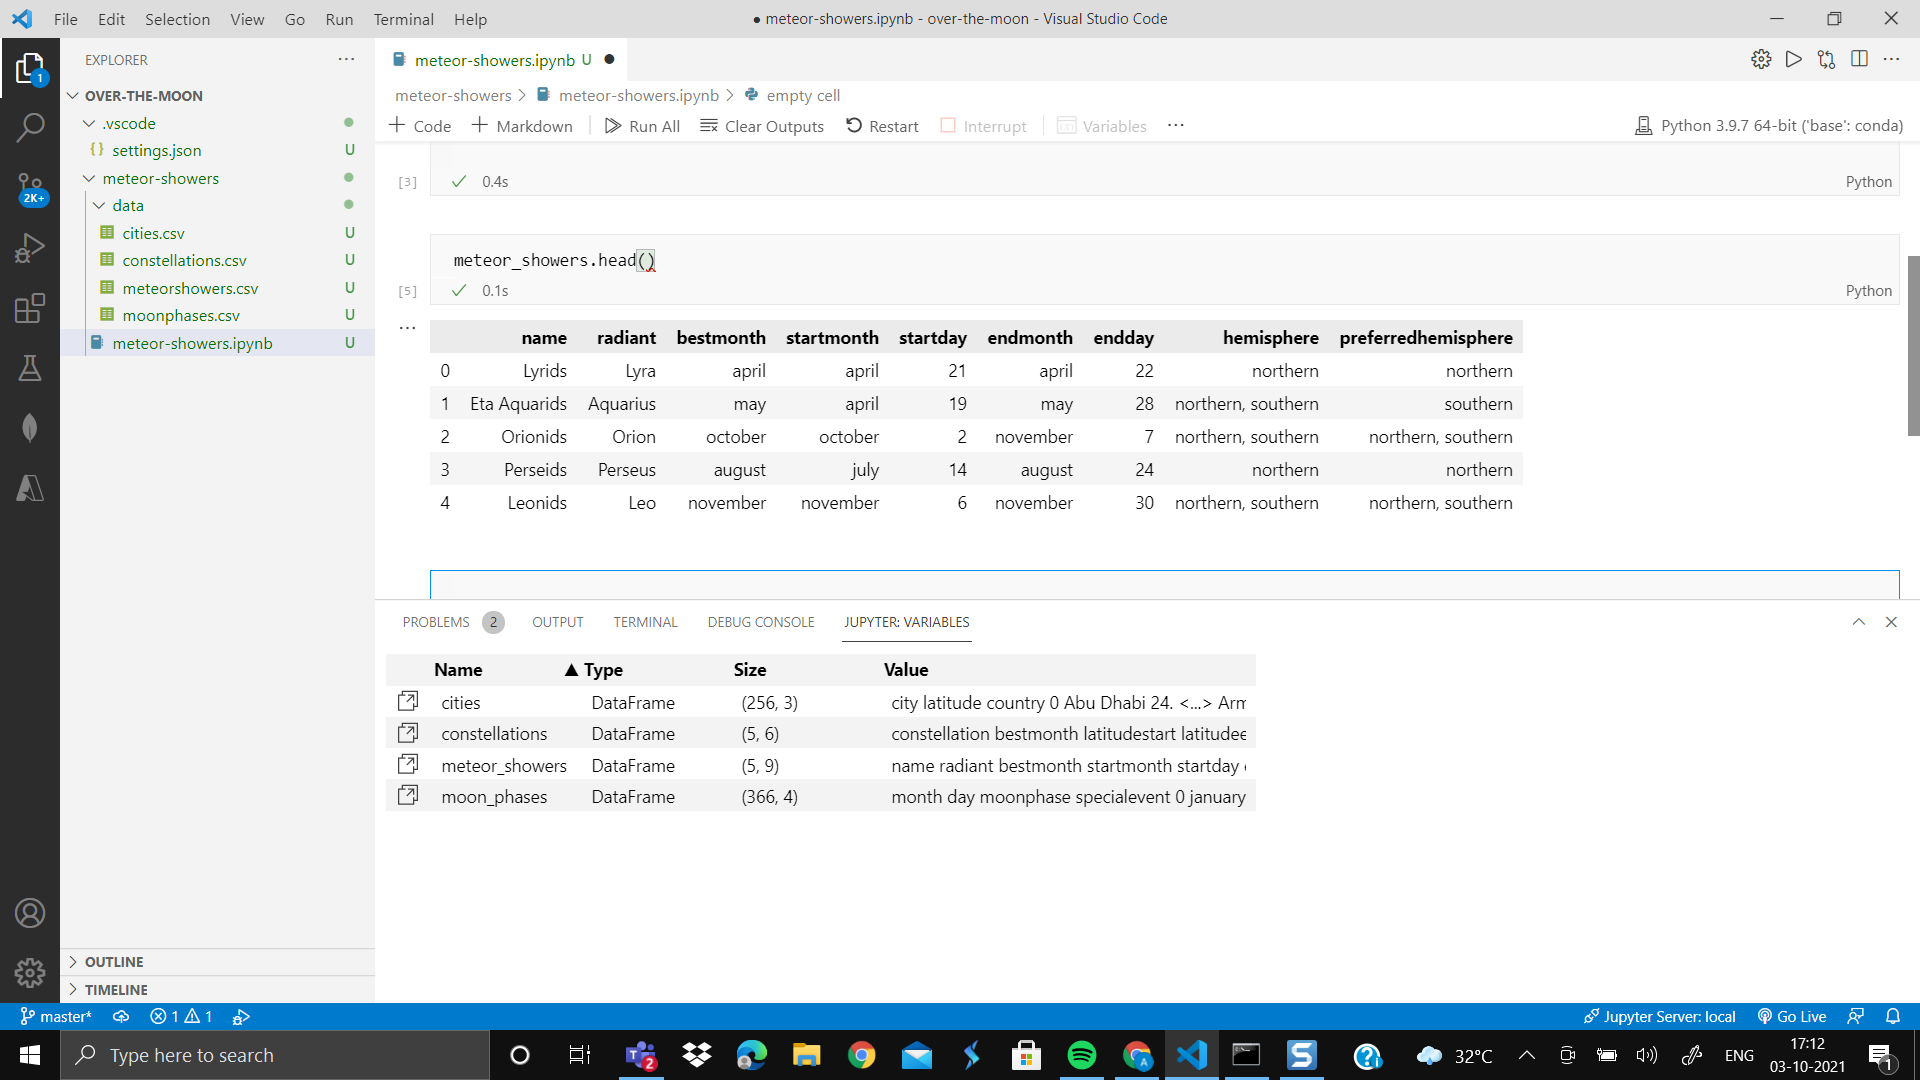 File Edit Selection View Go Run Terminal Help
● meteor-showers.ipynb - over-the-moon - Visual Studio Code
EXPLORER
1
OVER-THE-MOON
.vscode
{} settings.json U
2K+
meteor-showers
data
cities.csv U
constellations.csv U
meteorshowers.csv U
moonphases.csv U
meteor-showers.ipynb U
OUTLINE
TIMELINE
meteor-showers.ipynb U ●
meteor-showers > meteor-showers.ipynb > empty cell
+ Code + Markdown Run All Clear Outputs Restart Interrupt Variables ···
Python 3.9.7 64-bit ('base': conda)
[3] ✓ 0.4s Python
meteor_showers.head()
[5] ✓ 0.1s Python
name radiant bestmonth startmonth startday endmonth endday hemisphere preferredhemisphere
0 Lyrids Lyra april april 21 april 22 northern northern
1 Eta Aquarids Aquarius may april 19 may 28 northern, southern southern
2 Orionids Orion october october 2 november 7 northern, southern northern, southern
3 Perseids Perseus august july 14 august 24 northern northern
4 Leonids Leo november november 6 november 30 northern, southern northern, southern
PROBLEMS 2 OUTPUT TERMINAL DEBUG CONSOLE JUPYTER: VARIABLES
Name ▲ Type Size Value
cities DataFrame (256, 3) city latitude country 0 Abu Dhabi 24. <...> Arm
constellations DataFrame (5, 6) constellation bestmonth latitudestart latitudee
meteor_showers DataFrame (5, 9) name radiant bestmonth startmonth startday
moon_phases DataFrame (366, 4) month day moonphase specialevent 0 january
master* 1 1
Jupyter Server: local Go Live
Type here to search
2
32°C
ENG
17:12
03-10-2021
1